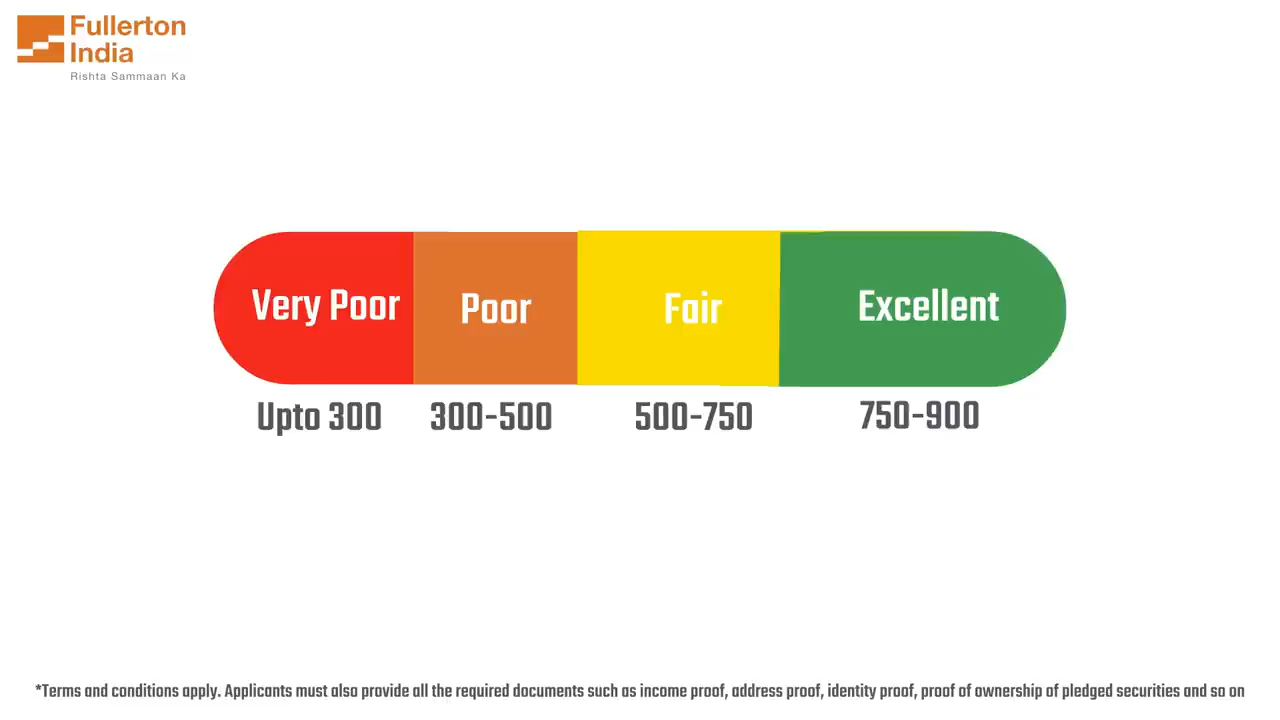 Fullerton
India
Rishta Sammaan Ka
Very Poor
Poor
Fair
Excellent
Upto 300
300-500
500-750
750-900
*Terms and conditions apply. Applicants must also provide all the required documents such as income proof, address proof, identity proof, proof of ownership of pledged securities and so on